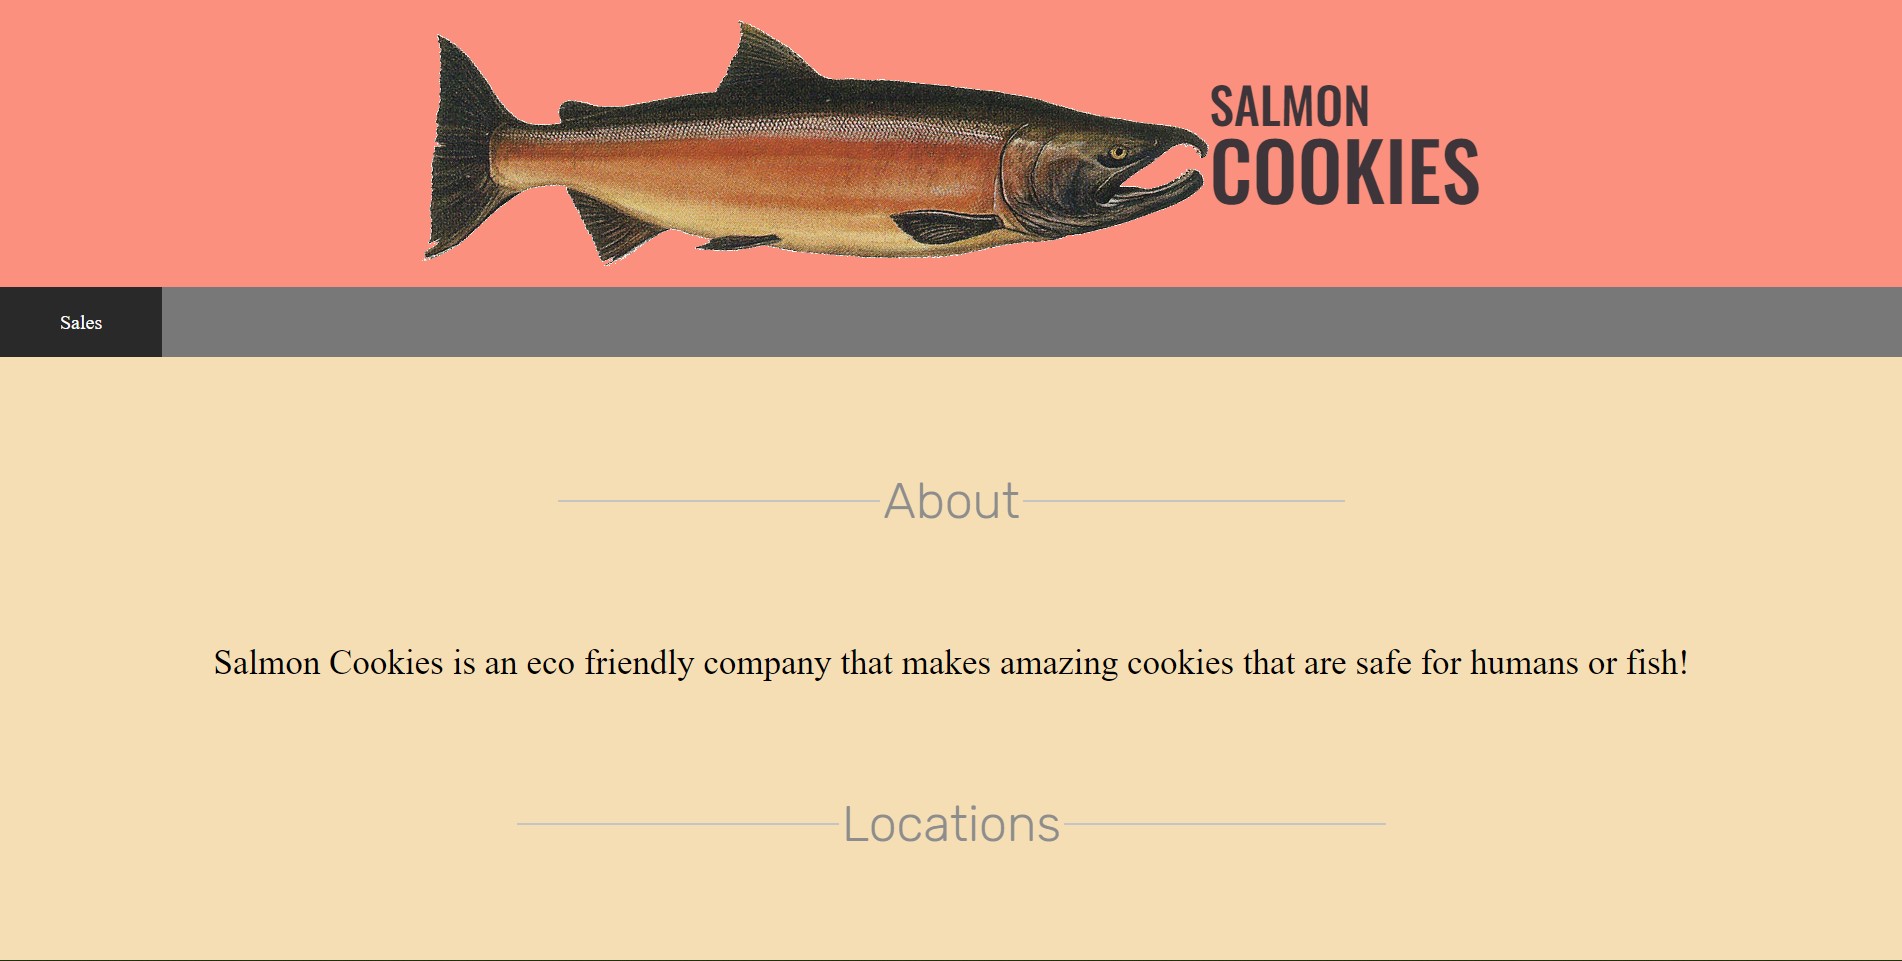 SALMON
COOKIES
Sales
About
Salmon Cookies is an eco friendly company that makes amazing cookies that are safe for humans or fish!
Locations